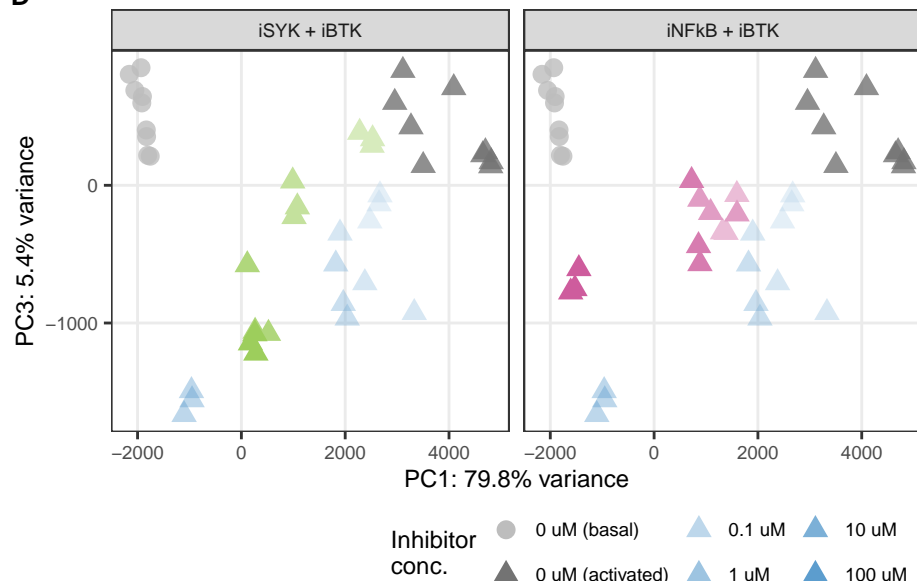 D
iSYK + iBTK
iNFkB + iBTK
PC3: 5.4% variance
0
−1000
−2000
0
2000
4000
−2000
0
2000
4000
PC1: 79.8% variance
Inhibitor
conc.
0 uM (basal)
0.1 uM
10 uM
0 uM (activated)
1 uM
100 uM